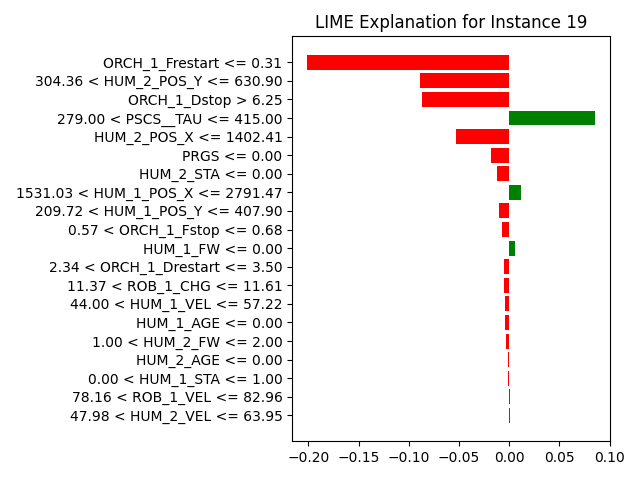 LIME Explanation for Instance 19
ORCH_1_Frestart <= 0.31
304.36 < HUM_2_POS_Y <= 630.90
ORCH_1_Dstop > 6.25
279.00 < PSCS__TAU <= 415.00
HUM_2_POS_X <= 1402.41
PRGS <= 0.00
HUM_2_STA <= 0.00
1531.03 < HUM_1_POS_X <= 2791.47
209.72 < HUM_1_POS_Y <= 407.90
0.57 < ORCH_1_Fstop <= 0.68
HUM_1_FW <= 0.00
2.34 < ORCH_1_Drestart <= 3.50
11.37 < ROB_1_CHG <= 11.61
44.00 < HUM_1_VEL <= 57.22
HUM_1_AGE <= 0.00
1.00 < HUM_2_FW <= 2.00
HUM_2_AGE <= 0.00
0.00 < HUM_1_STA <= 1.00
78.16 < ROB_1_VEL <= 82.96
47.98 < HUM_2_VEL <= 63.95
−0.20 −0.15 −0.10 −0.05 0.00 0.05 0.10